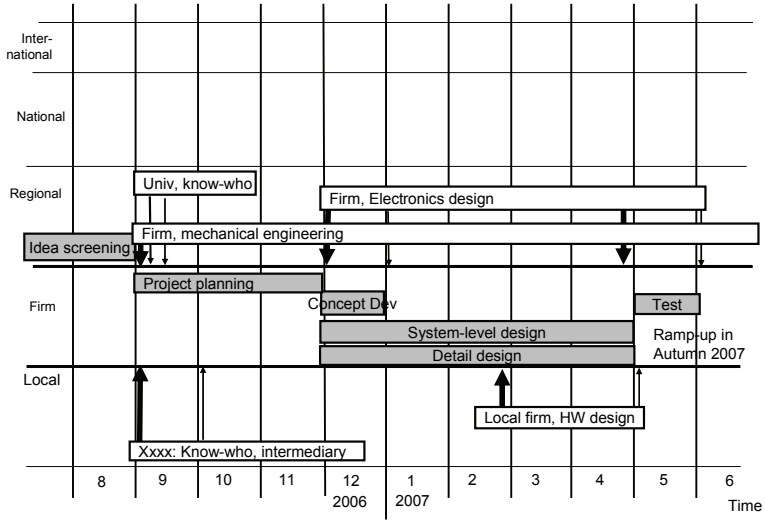 Inter-
national
National
Regional
Univ, know-who
Firm, Electronics design
Firm, mechanical engineering
Idea screening
Project planning
Firm
Concept Dev
Test
System-level design
Ramp-up in
Autumn 2007
Detail design
Local
Local firm, HW design
Xxxx: Know-who, intermediary
8 9 10 11 12 1 2 3 4 5 6
2006 2007
Time